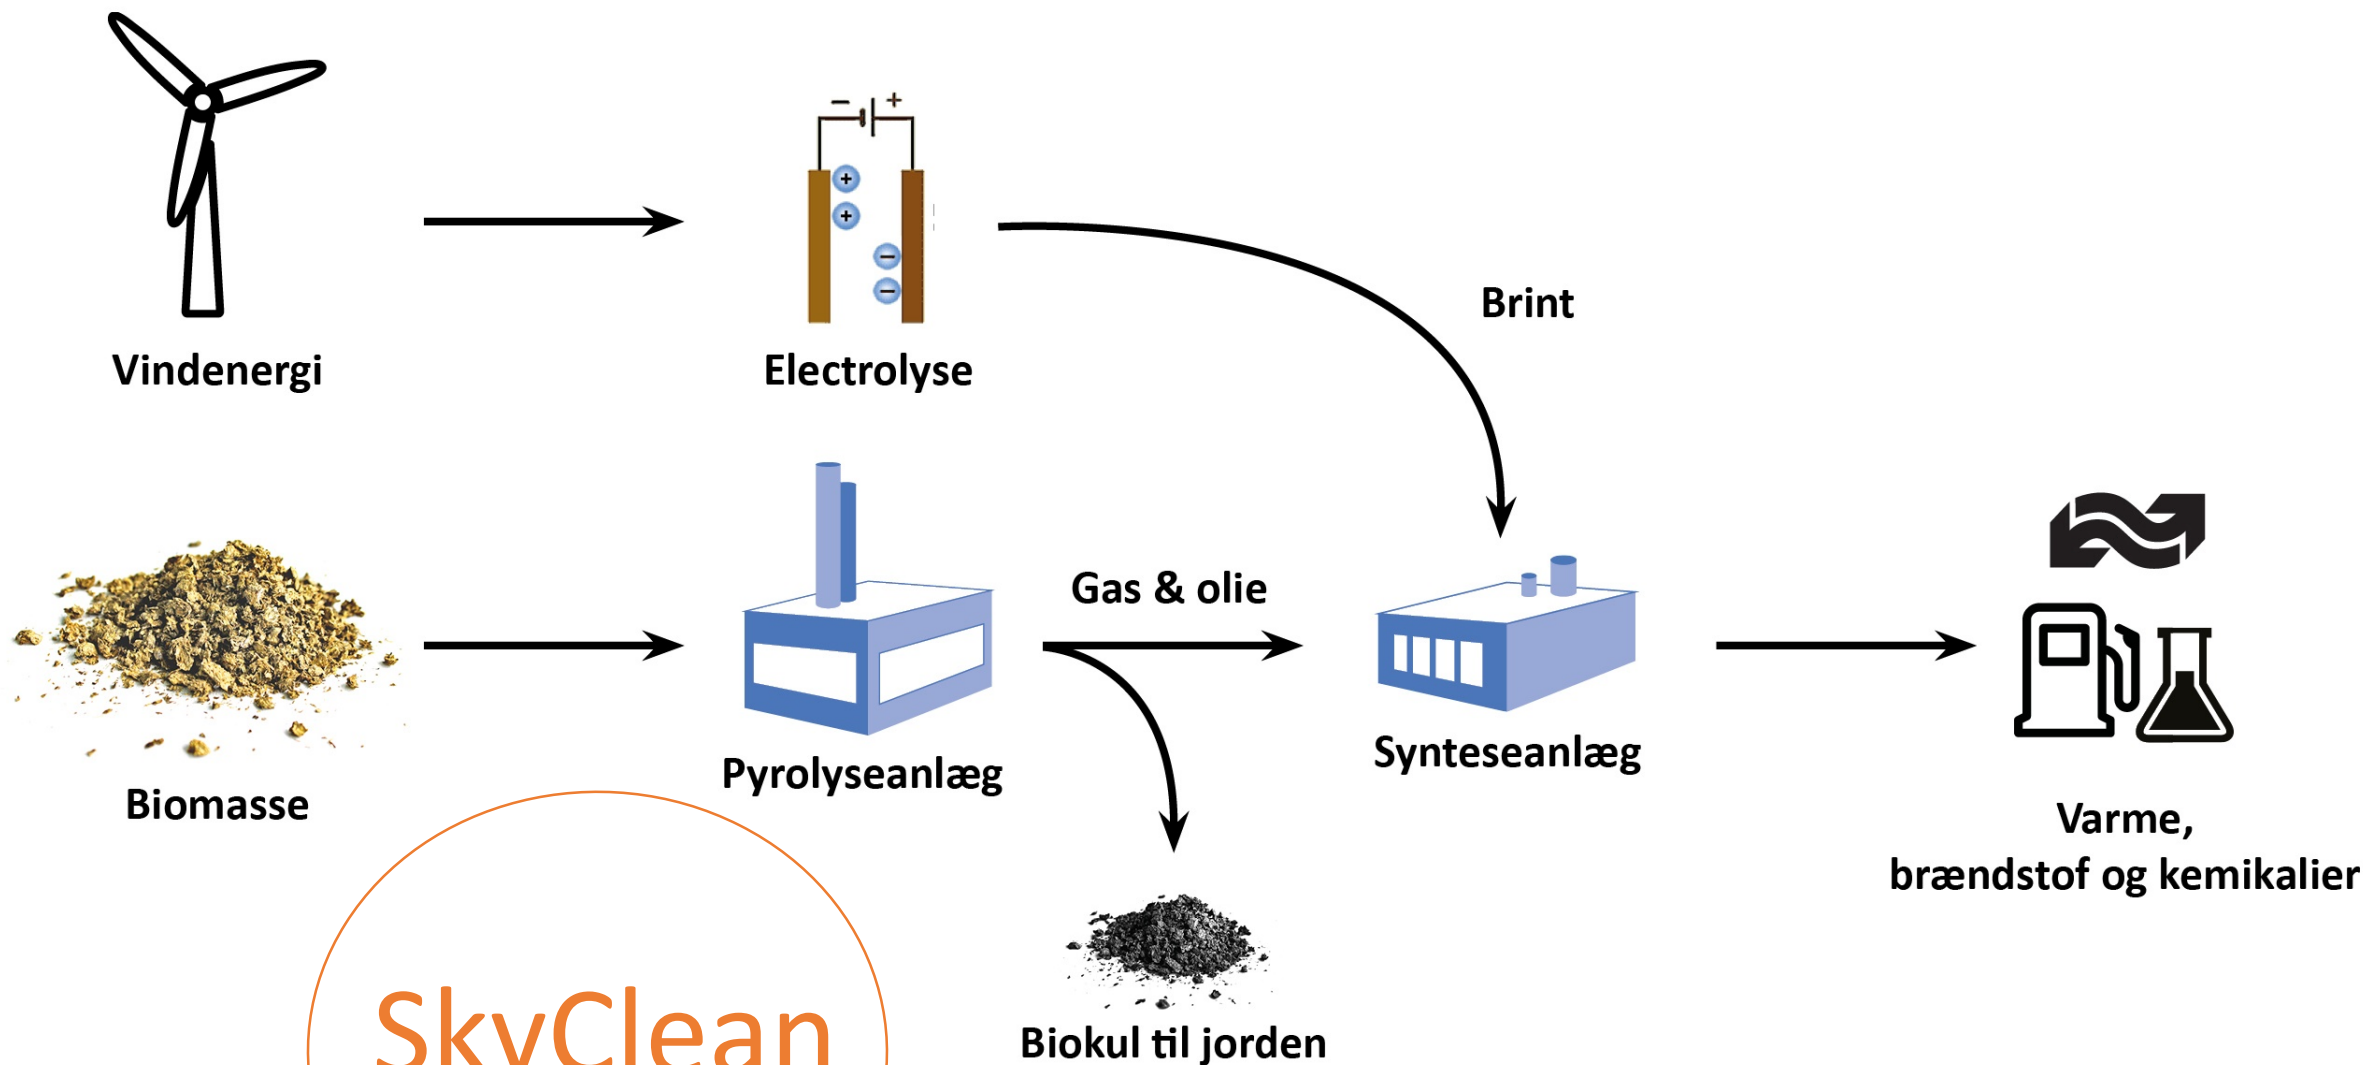 Vindenergi
Electrolyse
Brint
Gas & olie
Biomasse
Pyrolyseanlæg
Synteseanlæg
Varme,
brændstof og kemikalier
SkyClean
Biokul til jorden